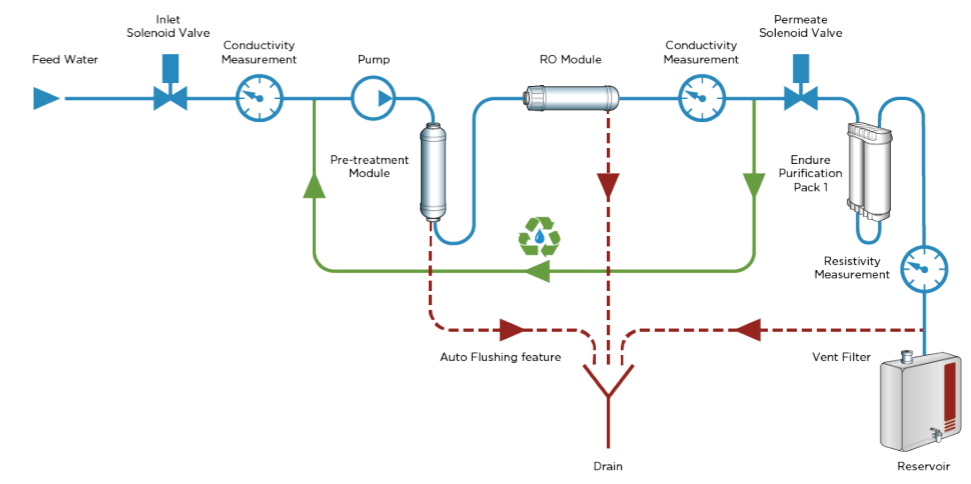 Inlet
Solenoid Valve
Permeate
Solenoid Valve
Feed Water
Conductivity
Measurement
Pump
RO Module
Conductivity
Measurement
Pre-treatment
Module
Endure
Purification
Pack 1
Resistivity
Measurement
Auto Flushing feature
Vent Filter
Drain
Reservoir